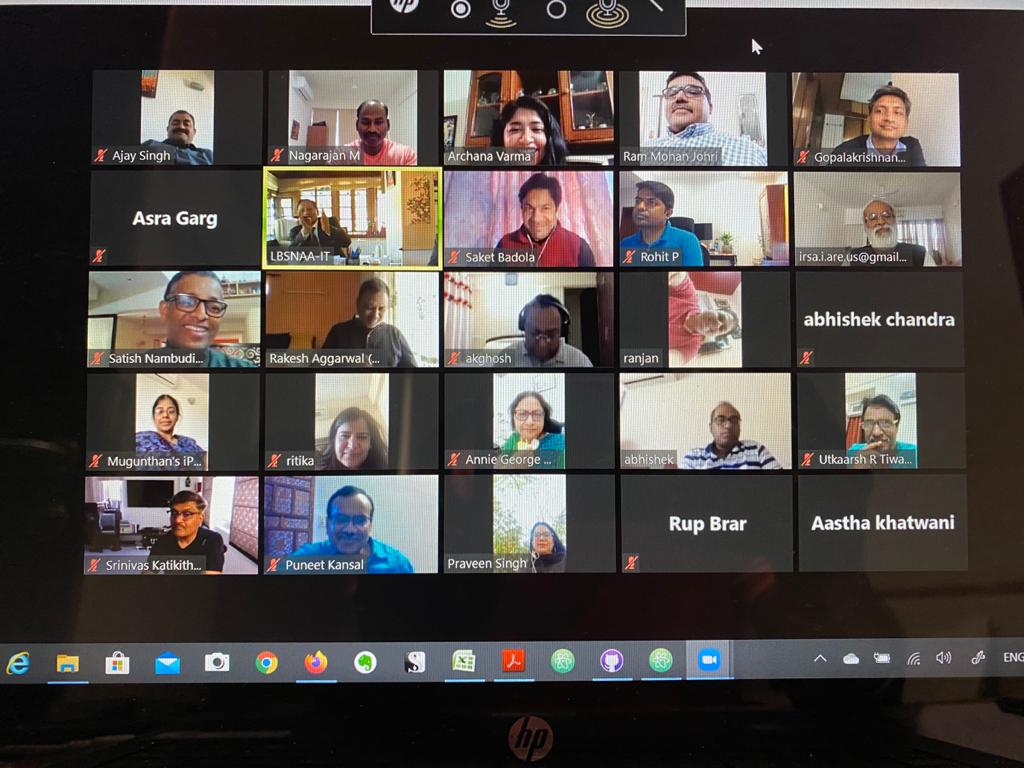 hp
Ajay Singh
Nagarajan M
Archana Varma
Ram Mohan Johri
Gopalakrishnan...
Asra Garg
LBSNAA-IT
Saket Badola
Rohit P
irsa.i.are.us@gmail...
Satish Nambudi...
Rakesh Aggarwal (...
akghosh
ranjan
abhishek chandra
Mugunthan's iP...
ritika
Annie George ...
abhishek
Utkaarsh R Tiwa...
Srinivas Katikith...
Puneet Kansal
Praveen Singh
Rup Brar
Aastha khatwani
ENG
hp